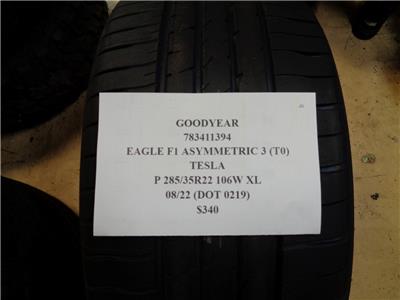 GOODYEAR
783411394
EAGLE F1 ASYMMETRIC 3 (T0)
TESLA
P 285/35R22 106W XL
08/22 (DOT 0219)
$340